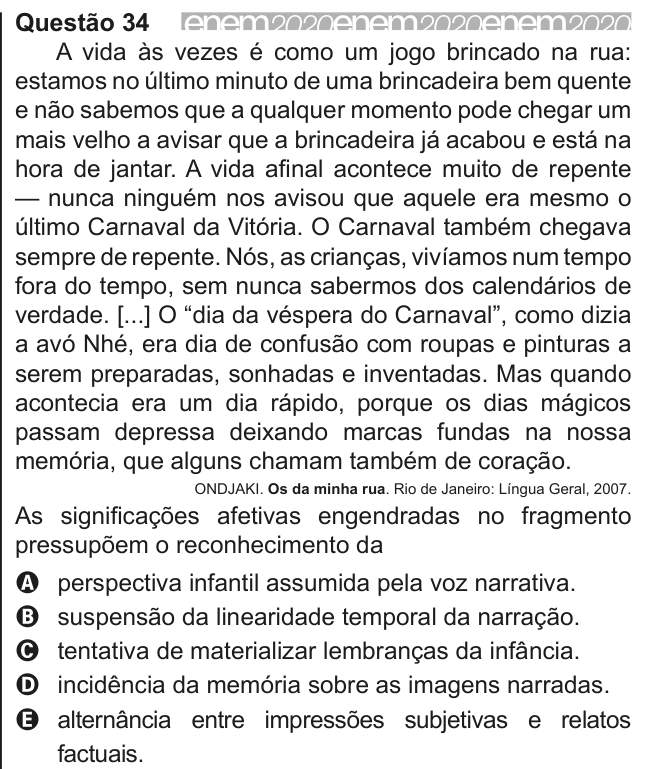 Questão 34 enem2020enem2020enem2020
A vida às vezes é como um jogo brincado na rua:
estamos no último minuto de uma brincadeira bem quente
e não sabemos que a qualquer momento pode chegar um
mais velho a avisar que a brincadeira já acabou e está na
hora de jantar. A vida afinal acontece muito de repente
— nunca ninguém nos avisou que aquele era mesmo o
último Carnaval da Vitória. O Carnaval também chegava
sempre de repente. Nós, as crianças, vivíamos num tempo
fora do tempo, sem nunca sabermos dos calendários de
verdade. [...] O “dia da véspera do Carnaval”, como dizia
a avó Nhé, era dia de confusão com roupas e pinturas a
serem preparadas, sonhadas e inventadas. Mas quando
acontecia era um dia rápido, porque os dias mágicos
passam depressa deixando marcas fundas na nossa
memória, que alguns chamam também de coração.
ONDJAKI. Os da minha rua. Rio de Janeiro: Língua Geral, 2007.
As significações afetivas engendradas no fragmento
pressupõem o reconhecimento da
A perspectiva infantil assumida pela voz narrativa.
B suspensão da linearidade temporal da narração.
C tentativa de materializar lembranças da infância.
D incidência da memória sobre as imagens narradas.
E alternância entre impressões subjetivas e relatos
factuais.